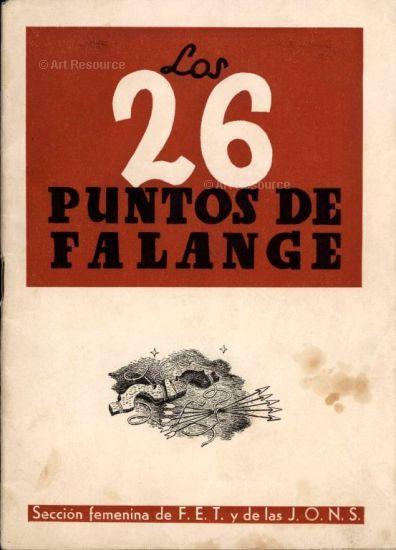 Los
© Art Resource
26
© Art Resource
PUNTOS DE
FALANGE
Sección femenina de F. E. T. y de las J. O. N. S.